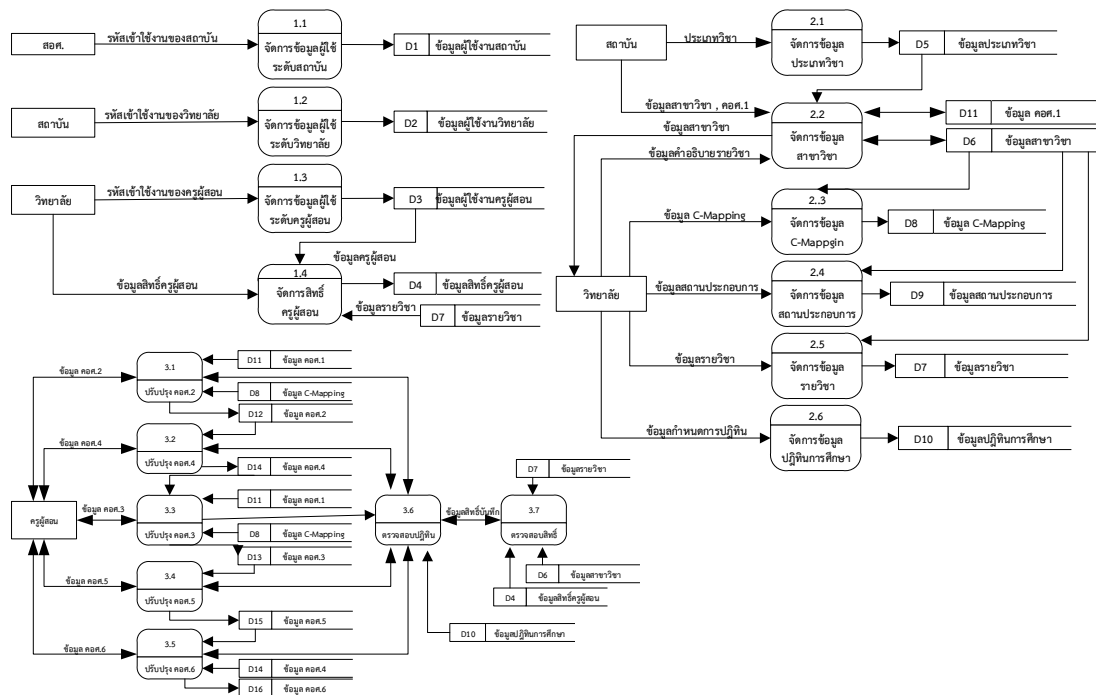 สอศ.
รหัสเข้าใช้งานของสถาบัน
1.1
จัดการข้อมูลผู้ใช้
ระดับสถาบัน
D1 ข้อมูลผู้ใช้งานสถาบัน
สถาบัน
รหัสเข้าใช้งานของวิทยาลัย
1.2
จัดการข้อมูลผู้ใช้
ระดับวิทยาลัย
D2 ข้อมูลผู้ใช้งานวิทยาลัย
วิทยาลัย
รหัสเข้าใช้งานของครูผู้สอน
1.3
จัดการข้อมูลผู้ใช้
ระดับครูผู้สอน
D3 ข้อมูลผู้ใช้งานครูผู้สอน
ข้อมูลครูผู้สอน
ข้อมูลสิทธิ์ครูผู้สอน
1.4
จัดการสิทธิ์
ครูผู้สอน
D4 ข้อมูลสิทธิ์ครูผู้สอน
ข้อมูลรายวิชา
D7 ข้อมูลรายวิชา
สถาบัน
ประเภทวิชา
2.1
จัดการข้อมูล
ประเภทวิชา
D5 ข้อมูลประเภทวิชา
ข้อมูลสาขาวิชา , คอศ.1
ข้อมูลสาขาวิชา
ข้อมูลคำอธิบายรายวิชา
2.2
จัดการข้อมูล
สาขาวิชา
D11 ข้อมูล คอศ.1
D6 ข้อมูลสาขาวิชา
ข้อมูล C-Mapping
2..3
จัดการข้อมูล
C-Mappgin
D8 ข้อมูล C-Mapping
วิทยาลัย
ข้อมูลสถานประกอบการ
2.4
จัดการข้อมูล
สถานประกอบการ
D9 ข้อมูลสถานประกอบการ
ข้อมูลรายวิชา
2.5
จัดการข้อมูล
รายวิชา
D7 ข้อมูลรายวิชา
ข้อมูลกำหนดการปฎิทิน
2.6
จัดการข้อมูล
ปฎิทินการศึกษา
D10 ข้อมูลปฎิทินการศึกษา
ข้อมูล คอศ.2
3.1
ปรับปรุง คอศ.2
D11 ข้อมูล คอศ.1
D8 ข้อมูล C-Mapping
D12 ข้อมูล คอศ.2
ข้อมูล คอศ.4
3.2
ปรับปรุง คอศ.4
D14 ข้อมูล คอศ.4
ครูผู้สอน
ข้อมูล คอศ.3
3.3
ปรับปรุง คอศ.3
D11 ข้อมูล คอศ.1
D8 ข้อมูล C-Mapping
D13 ข้อมูล คอศ.3
3.6
ตรวจสอบปฎิทิน
ข้อมูลสิทธิ์บันทึก
3.7
ตรวจสอบสิทธิ์
D7 ข้อมูลรายวิชา
D6 ข้อมูลสาขาวิชา
D4 ข้อมูลสิทธิ์ครูผู้สอน
D10 ข้อมูลปฎิทินการศึกษา
ข้อมูล คอศ.5
3.4
ปรับปรุง คอศ.5
D15 ข้อมูล คอศ.5
ข้อมูล คอศ.6
3.5
ปรับปรุง คอศ.6
D14 ข้อมูล คอศ.4
D16 ข้อมูล คอศ.6